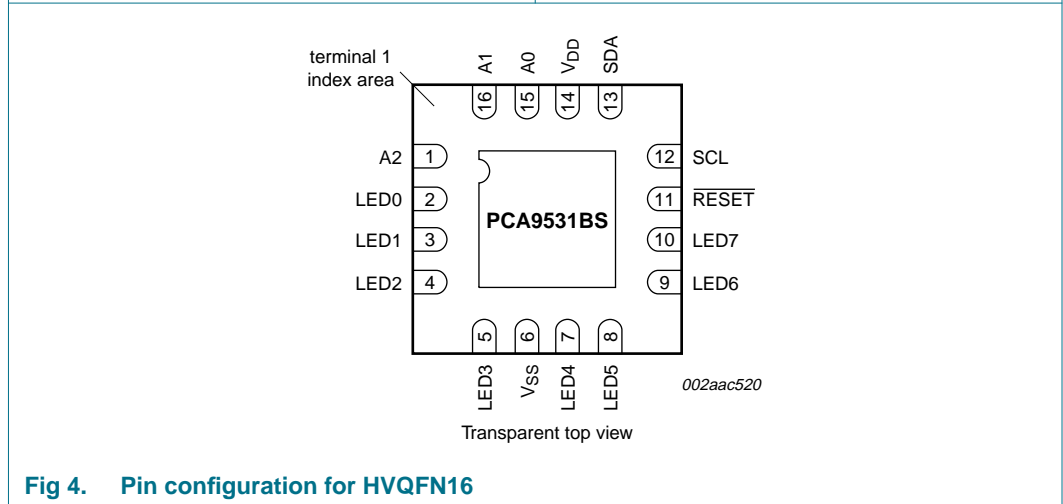 terminal 1
index area
A1
A0
VDD
SDA
16
15
14
13
A2 1
12 SCL
LED0 2
11 RESET
PCA9531BS
LED1 3
10 LED7
LED2 4
9 LED6
5
6
7
8
LED3
VSS
LED4
LED5
002aac520
Transparent top view
Fig 4. Pin configuration for HVQFN16